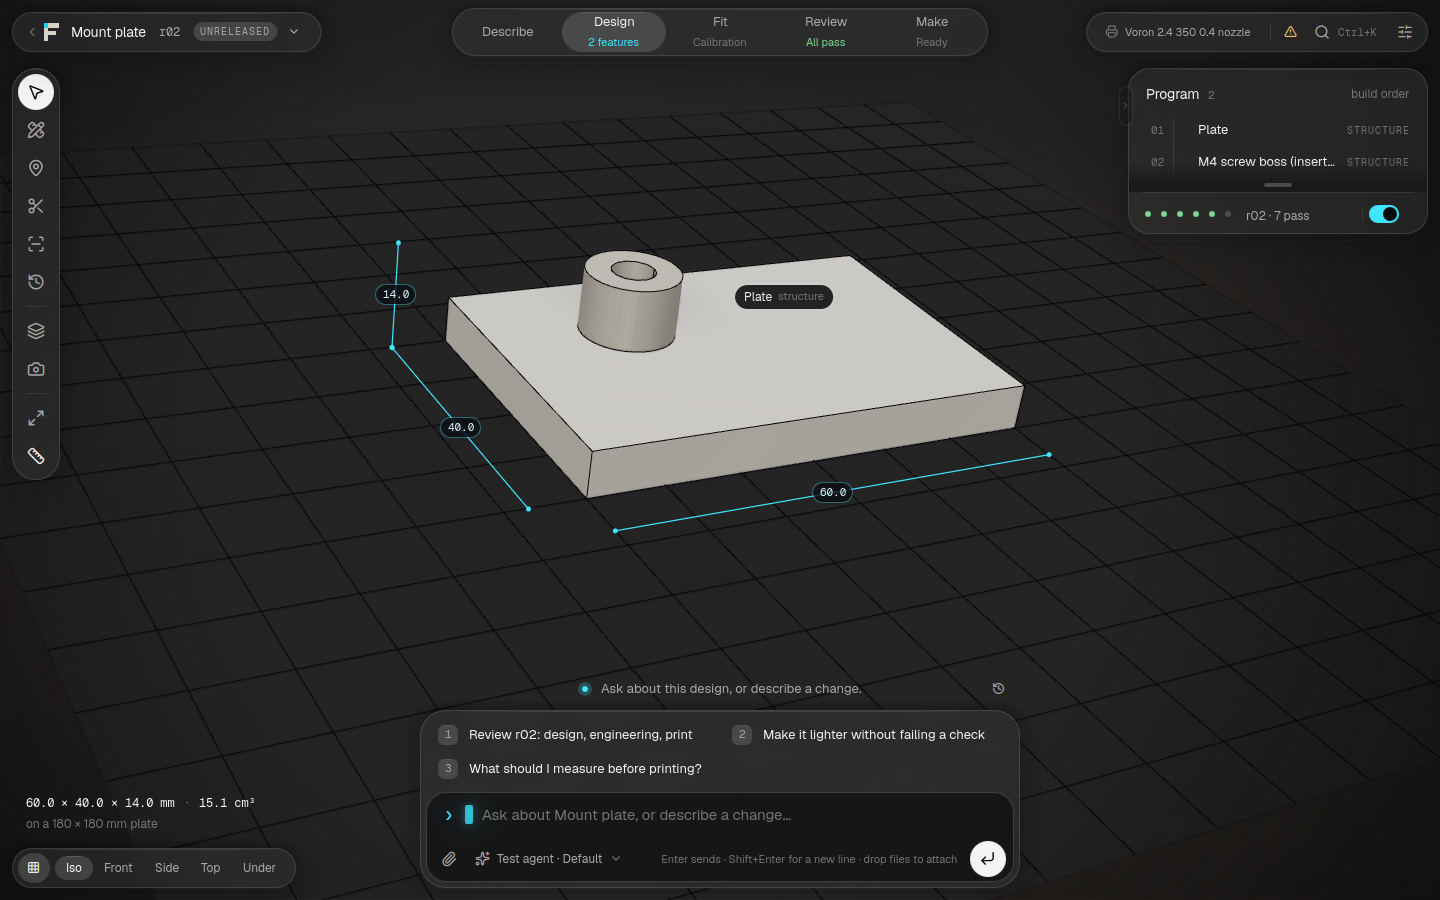 Mount plate r02 UNRELEASED
Describe
Design
2 features
Fit
Calibration
Review
All pass
Make
Ready
Voron 2.4 350 0.4 nozzle
Ctrl+K
Program 2 build order
01 Plate STRUCTURE
02 M4 screw boss (insert… STRUCTURE
r02 · 7 pass
14.0
Plate structure
40.0
60.0
Ask about this design, or describe a change.
1 Review r02: design, engineering, print
2 Make it lighter without failing a check
3 What should I measure before printing?
Ask about Mount plate, or describe a change…
Test agent · Default
Enter sends · Shift+Enter for a new line · drop files to attach
60.0 × 40.0 × 14.0 mm · 15.1 cm³
on a 180 × 180 mm plate
Iso Front Side Top Under